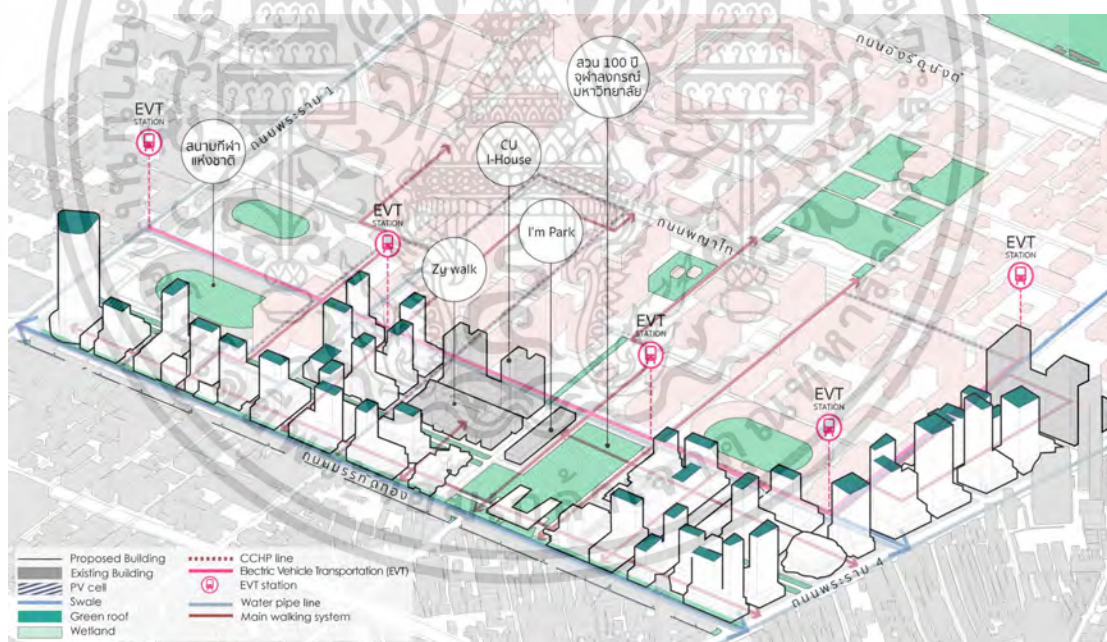 ถนนอังรีดูนังต์
สวน 100 ปี
จุฬาลงกรณ์
มหาวิทยาลัย
EVT
STATION
ถนนพระราม 1
สนามกีฬา
แห่งชาติ
CU
I-House
EVT
STATION
I'm Park
ถนนพญาไท
Zy walk
EVT
STATION
EVT
STATION
EVT
STATION
ถนนบรรทัดทอง
ถนนพระราม 4
Proposed Building
Existing Building
PV cell
Swale
Green roof
Wetland
CCHP line
Electric Vehicle Transportation (EVT)
EVT station
Water pipe line
Main walking system